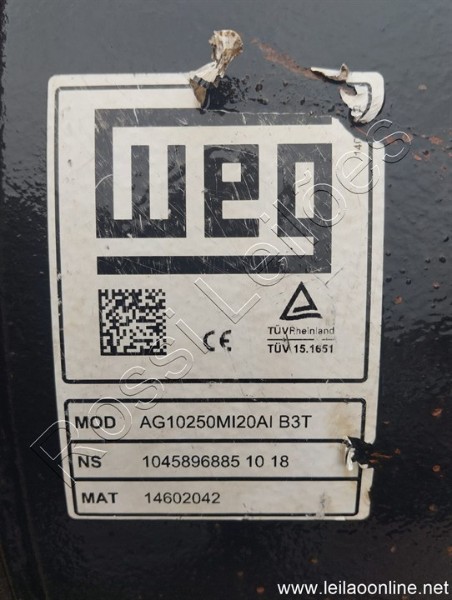 weg
CE
TÜVRheinland
TÜV 15.1651
MOD AG10250MI20AI B3T
NS 1045896885 10 18
MAT 14602042
Rossi Leilões
www.leilaoonline.net